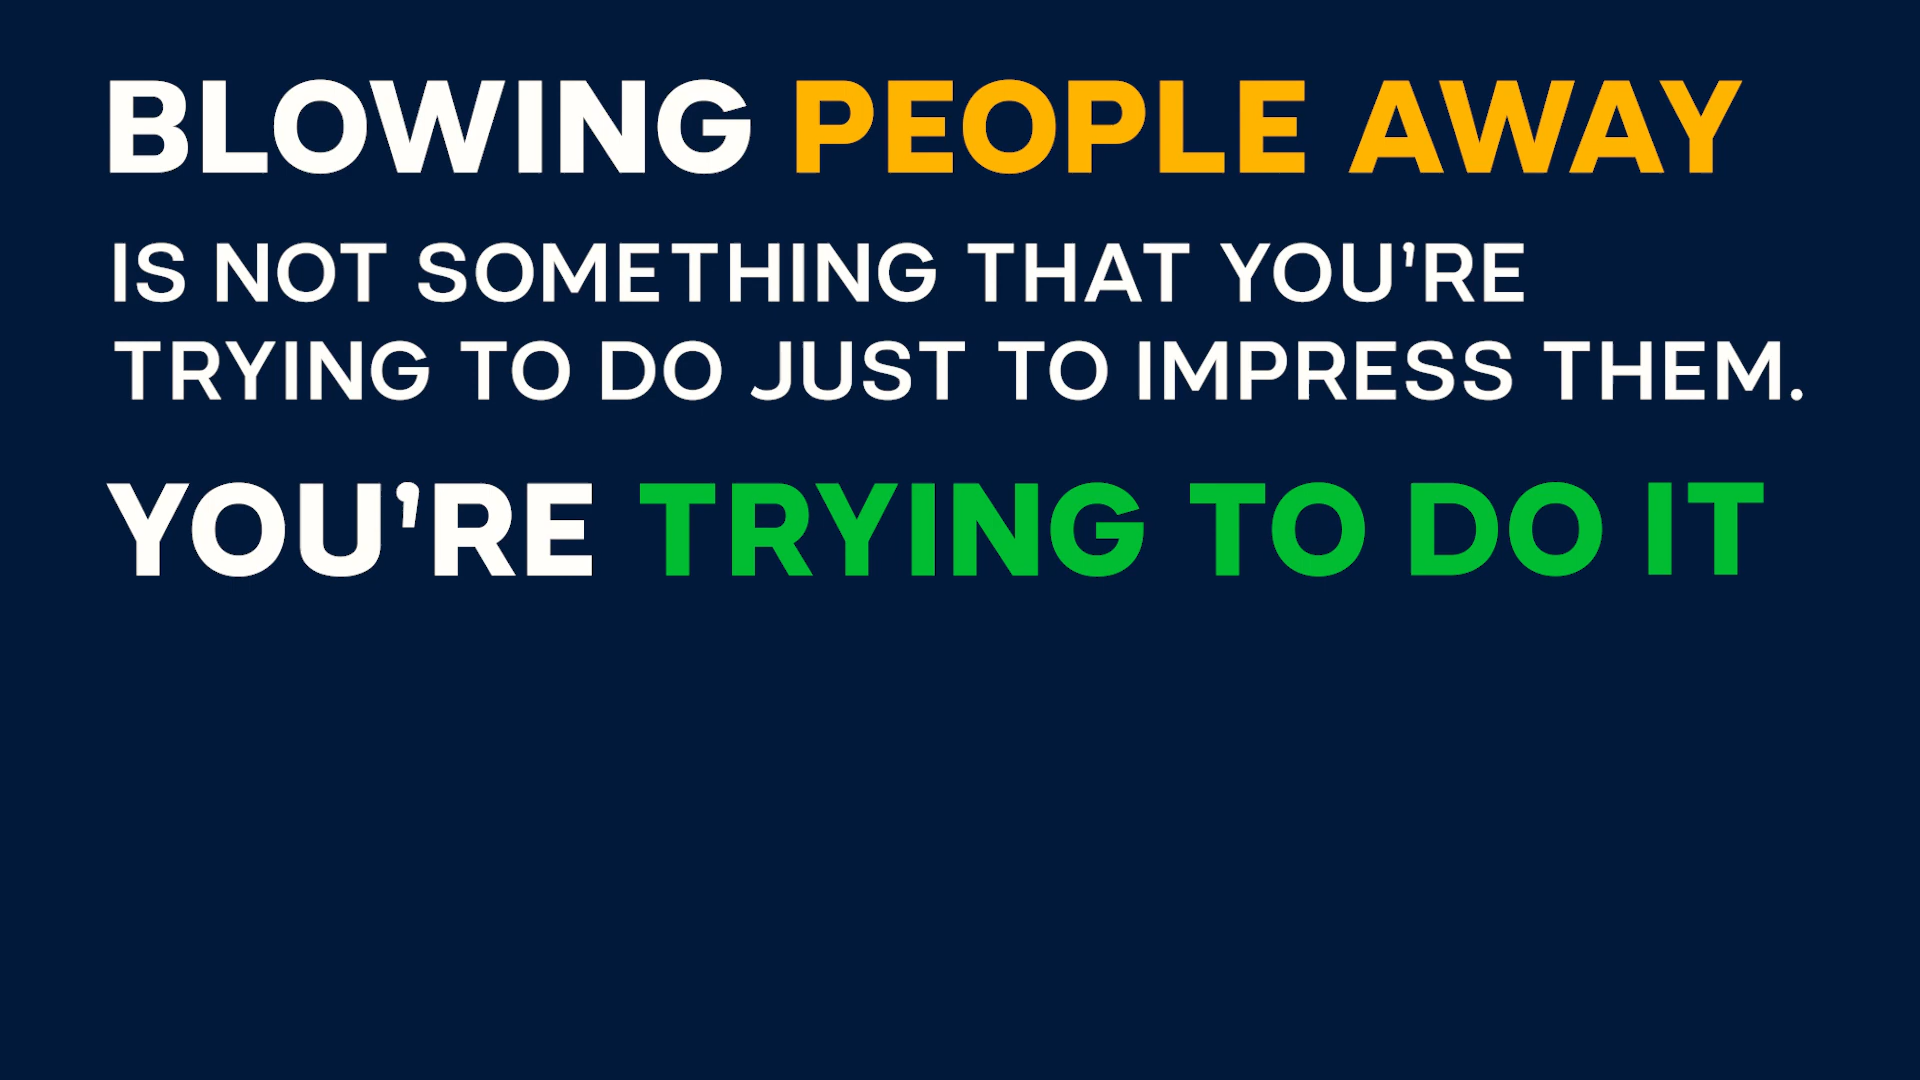 BLOWING PEOPLE AWAY
IS NOT SOMETHING THAT YOU'RE
TRYING TO DO JUST TO IMPRESS THEM.
YOU'RE TRYING TO DO IT